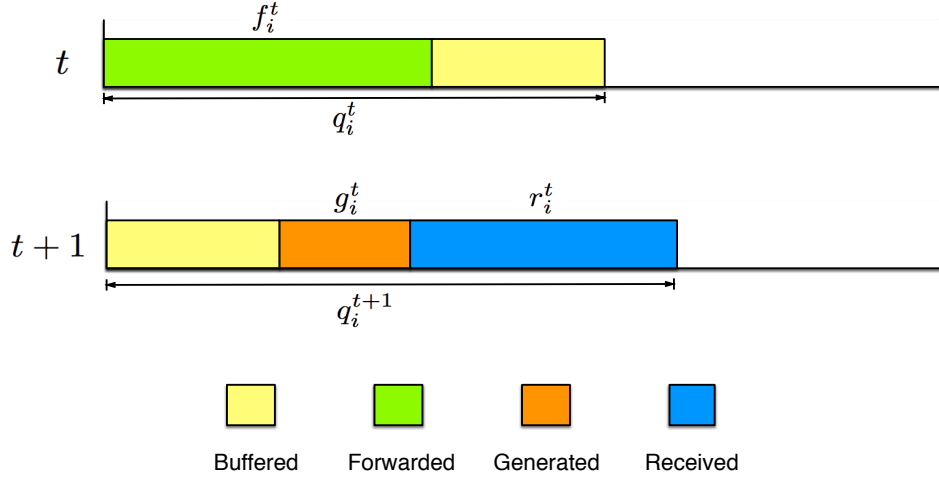 f_i^t
t
q_i^t
g_i^t r_i^t
t + 1
q_i^{t+1}
Buffered Forwarded Generated Received